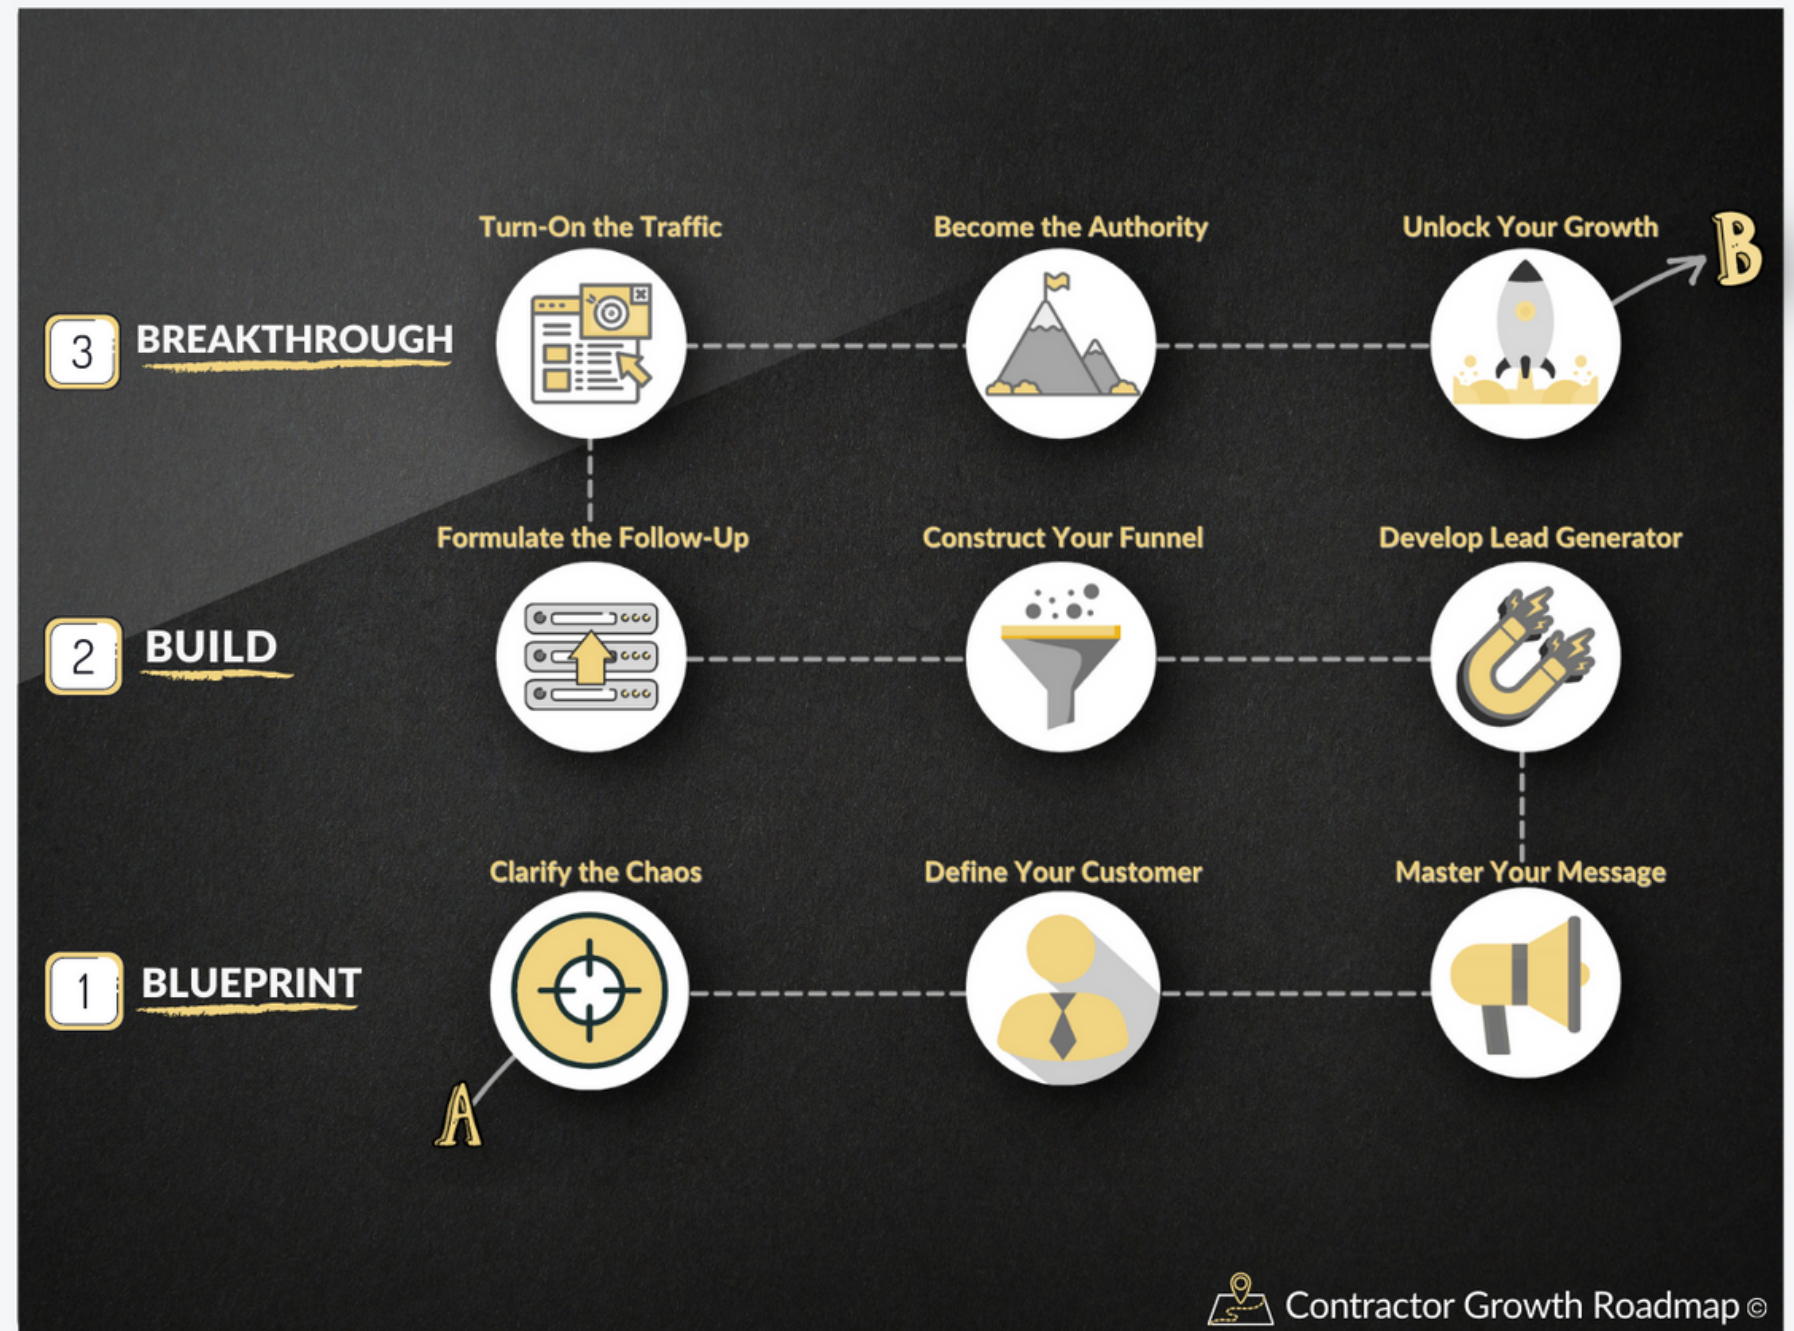 Turn-On the Traffic
Become the Authority
Unlock Your Growth
B
3
BREAKTHROUGH
Formulate the Follow-Up
Construct Your Funnel
Develop Lead Generator
2
BUILD
Clarify the Chaos
Define Your Customer
Master Your Message
1
BLUEPRINT
A
Contractor Growth Roadmap ©